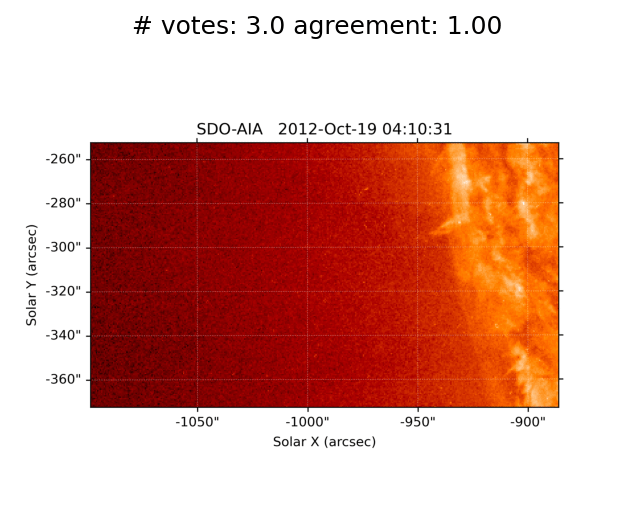 # votes: 3.0 agreement: 1.00
SDO-AIA 2012-Oct-19 04:10:31
-260"
-280"
-300"
-320"
-340"
-360"
Solar Y (arcsec)
-1050"
-1000"
-950"
-900"
Solar X (arcsec)